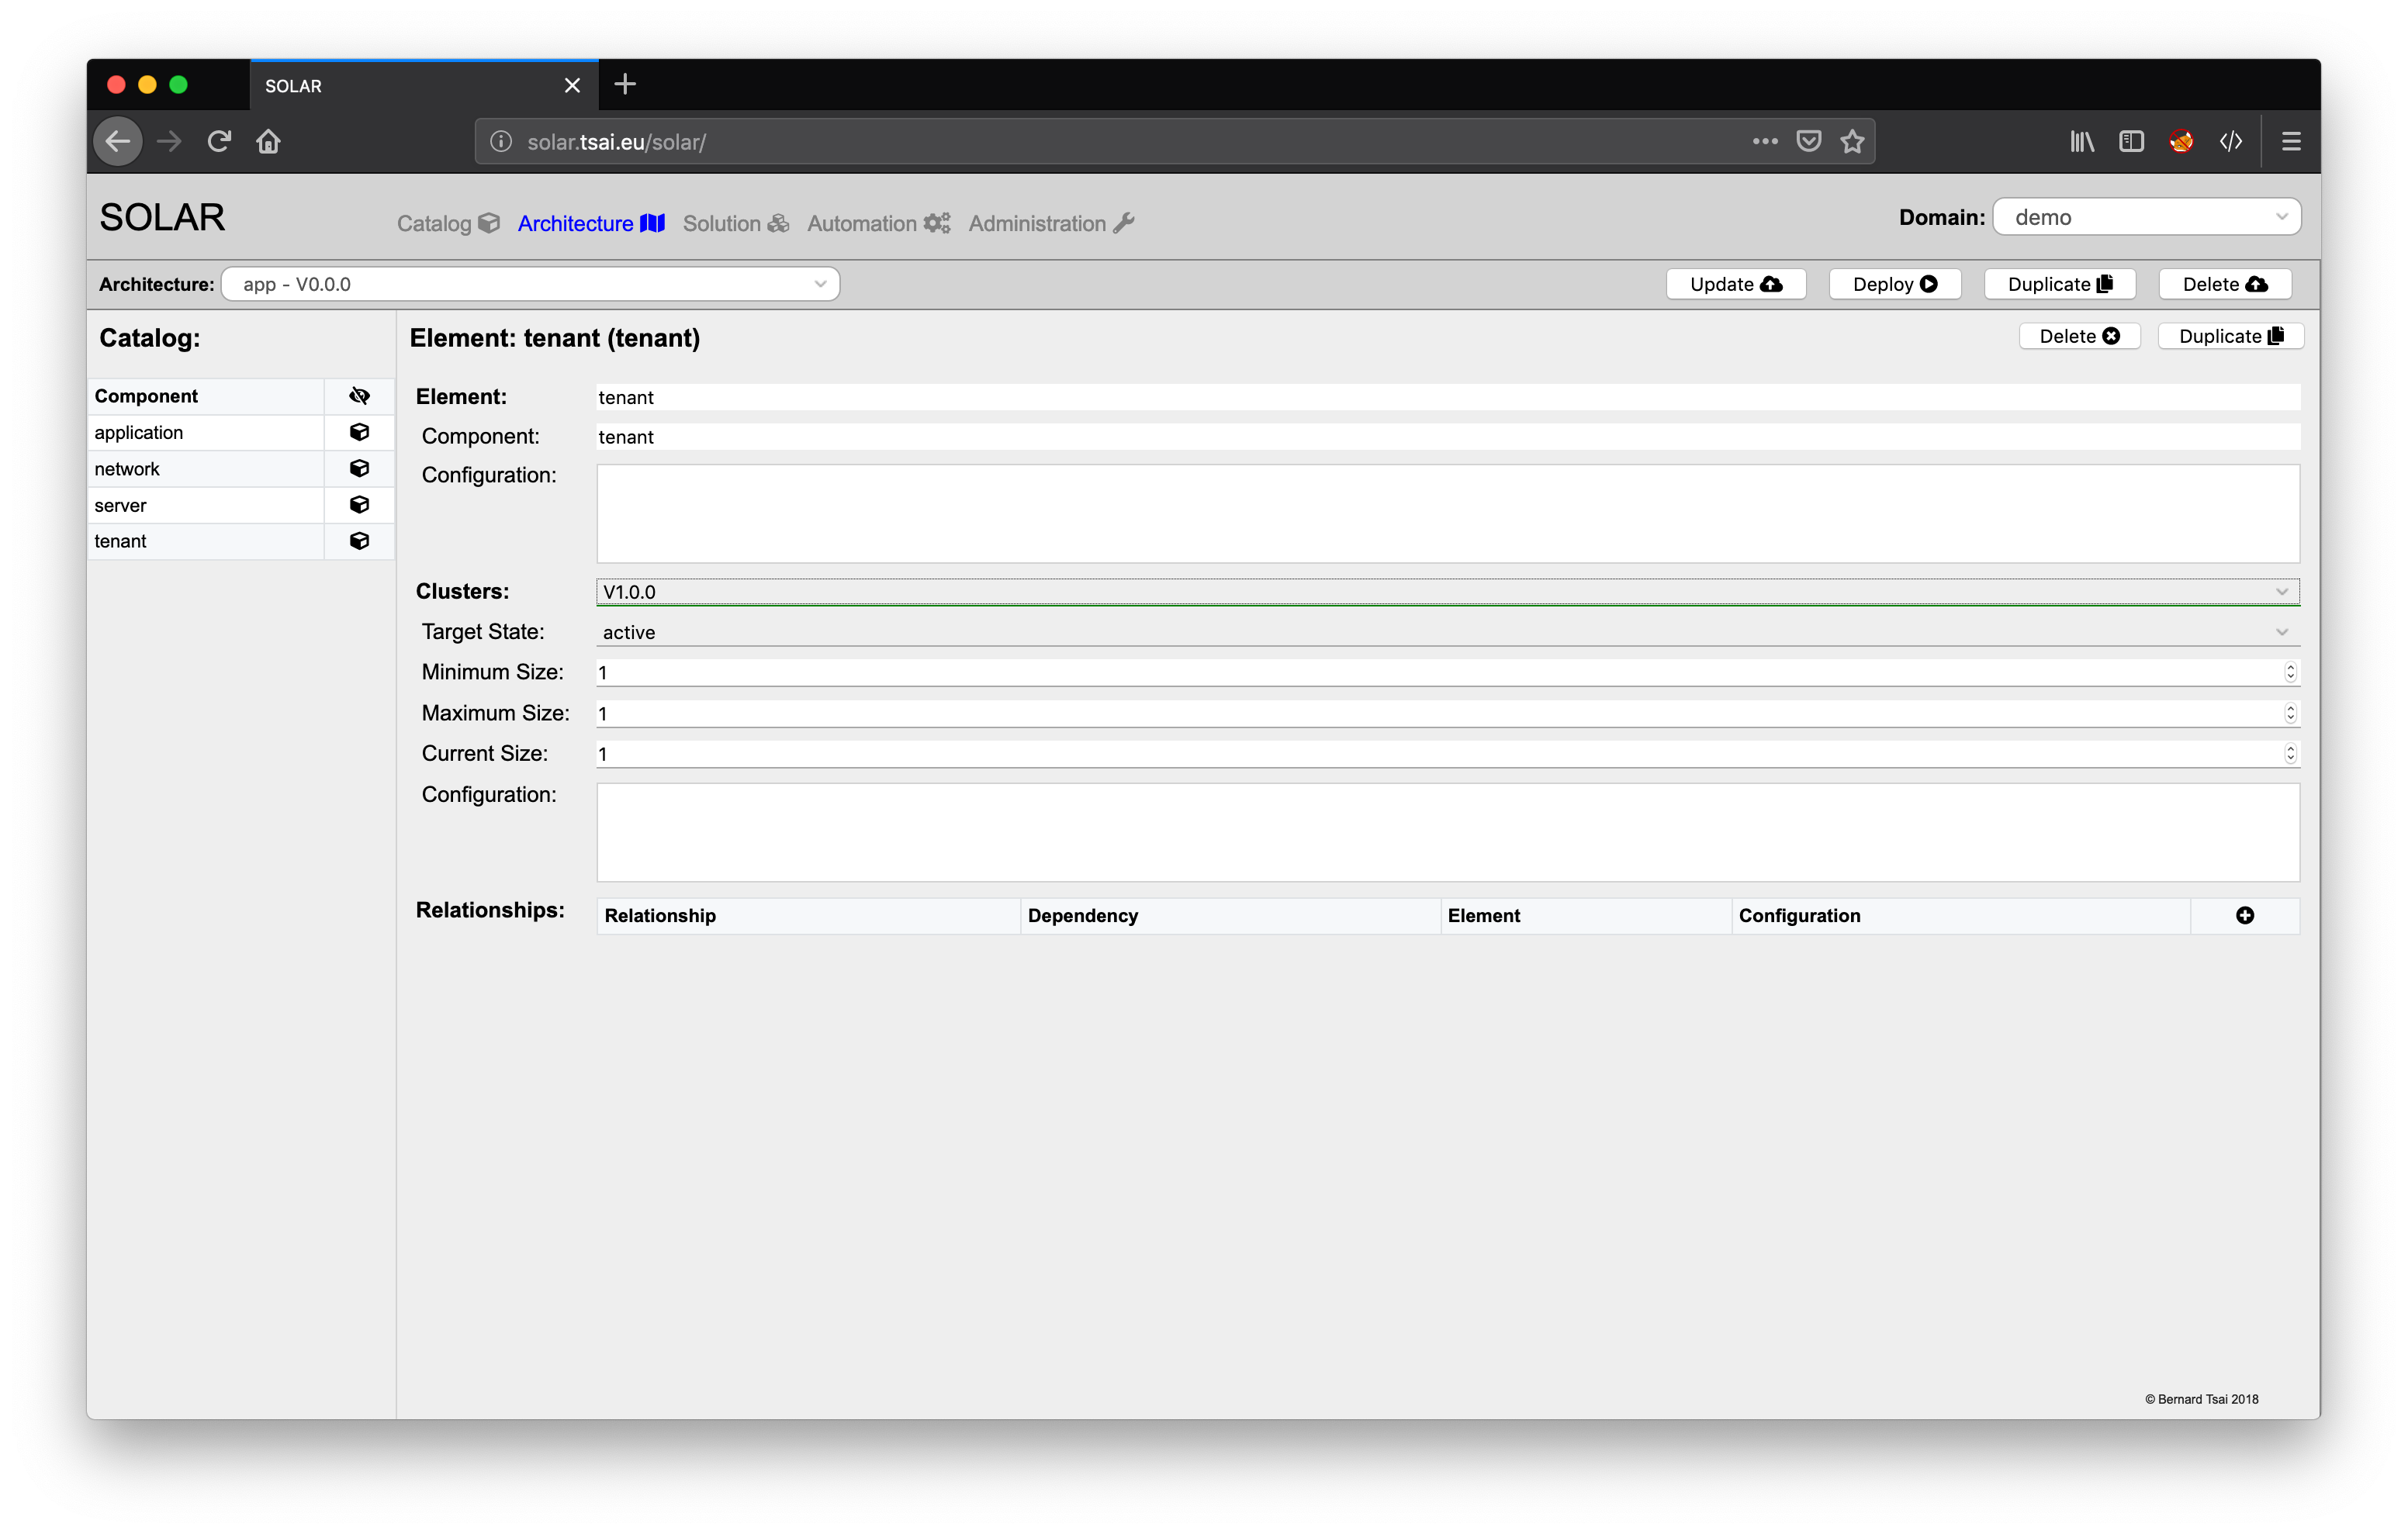 SOLAR
solar.tsai.eu/solar/
SOLAR Catalog Architecture Solution Automation Administration Domain: demo
Architecture: app - V0.0.0 Update Deploy Duplicate Delete
Catalog: Element: tenant (tenant) Delete Duplicate
Component
application
network
server
tenant
Element: tenant
Component: tenant
Configuration:
Clusters: V1.0.0
Target State: active
Minimum Size: 1
Maximum Size: 1
Current Size: 1
Configuration:
Relationships: Relationship Dependency Element Configuration
© Bernard Tsai 2018